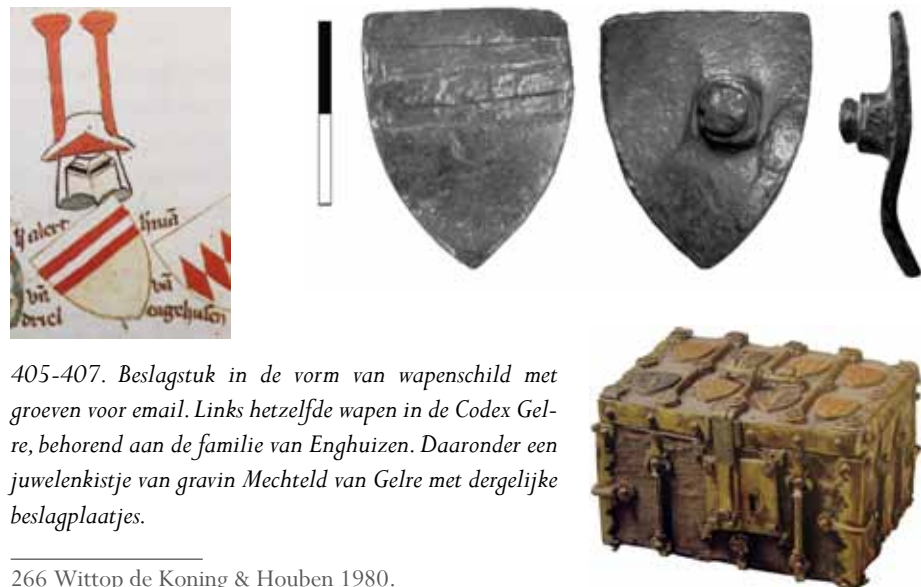 405-407. Beslagstuk in de vorm van wapenschild met
groeven voor email. Links hetzelfde wapen in de Codex Gel-
re, behorend aan de familie van Enghuizen. Daaronder een
juwelenkistje van gravin Mechteld van Gelre met dergelijke
beslagplaatjes.
266 Wittop de Koning & Houben 1980.